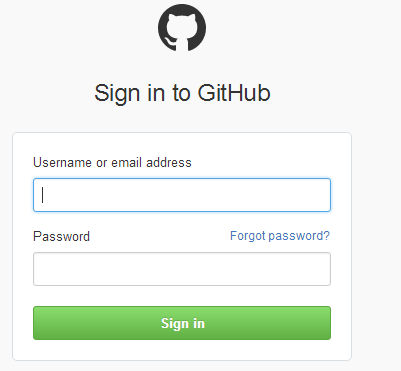 Sign in to GitHub
Username or email address
Password Forgot password?
Sign in